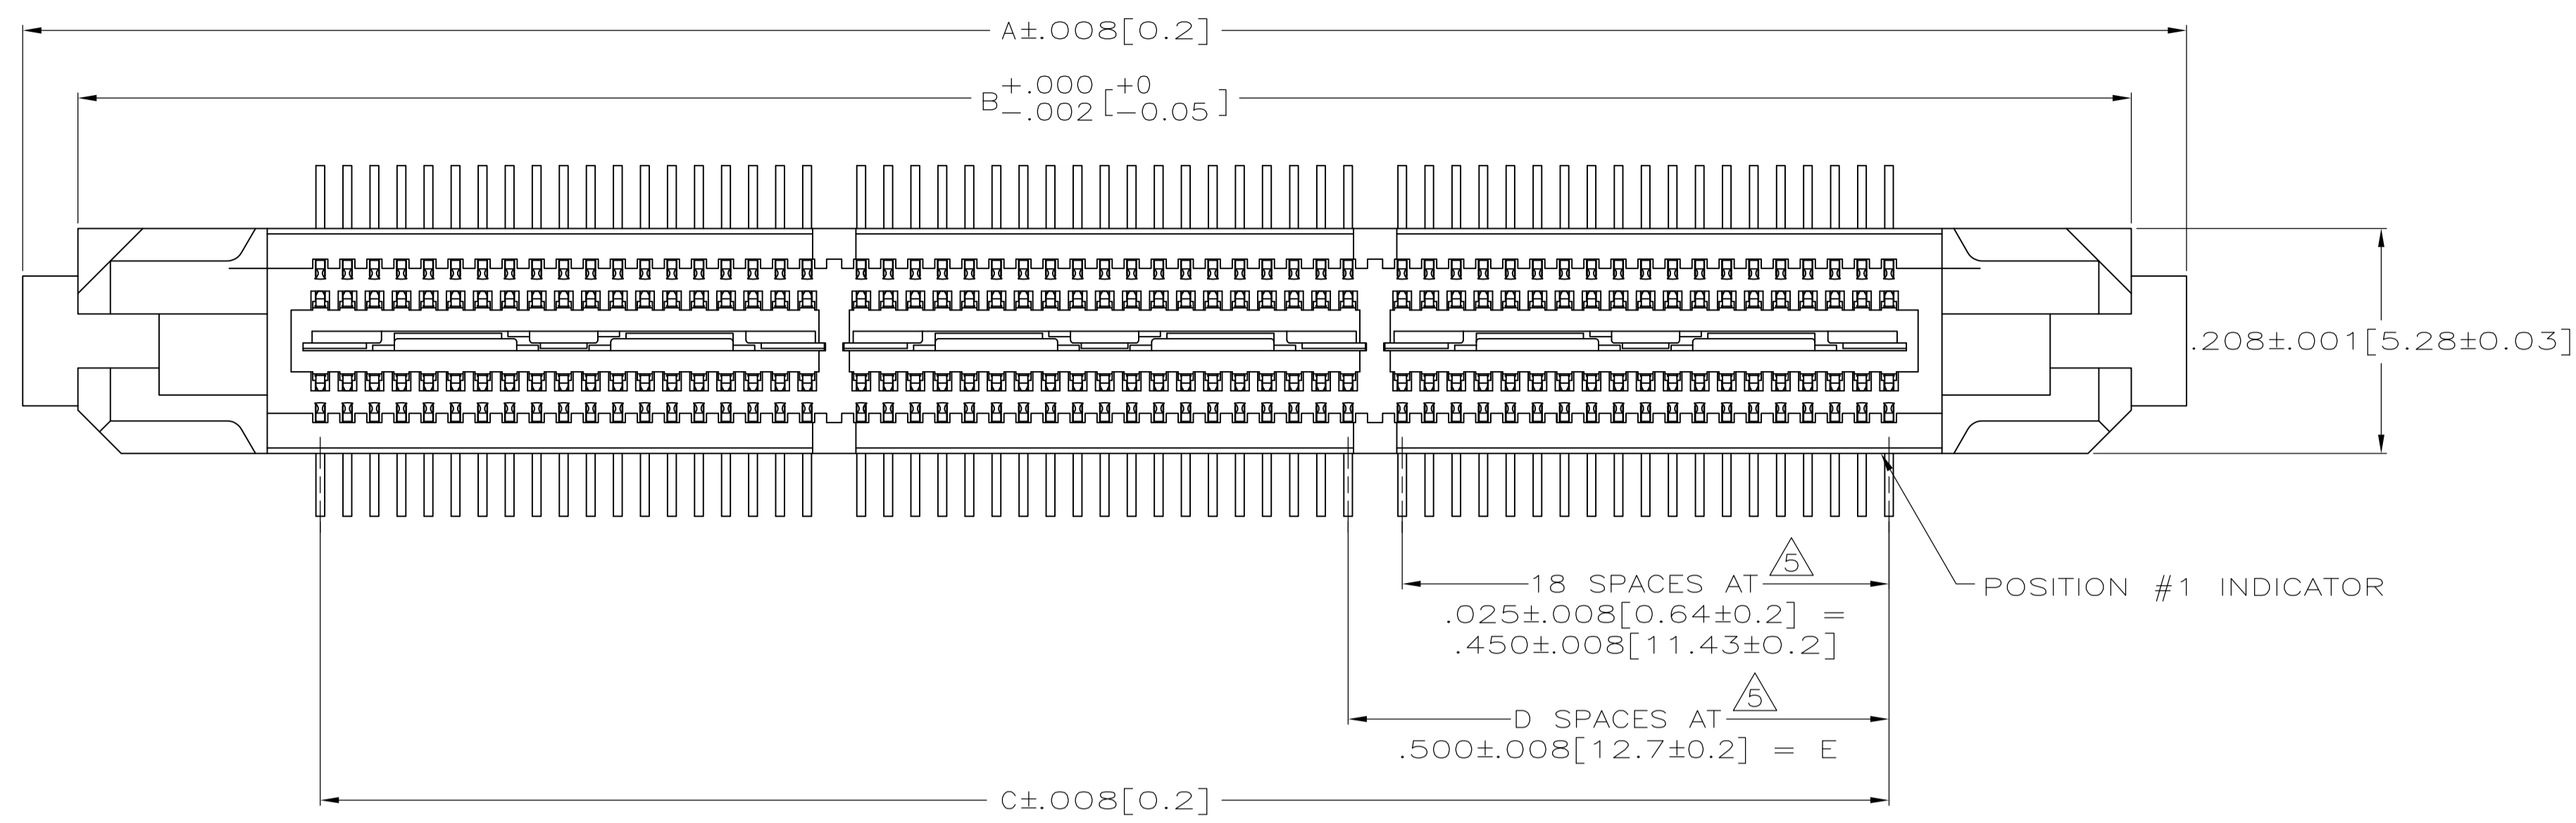 A±.008[0.2]
B +.000 -.002 [+0 -0.05]
.208±.001[5.28±0.03]
18 SPACES AT 5
.025±.008[0.64±0.2] =
.450±.008[11.43±0.2]
POSITION #1 INDICATOR
D SPACES AT 5
.500±.008[12.7±0.2] = E
C±.008[0.2]